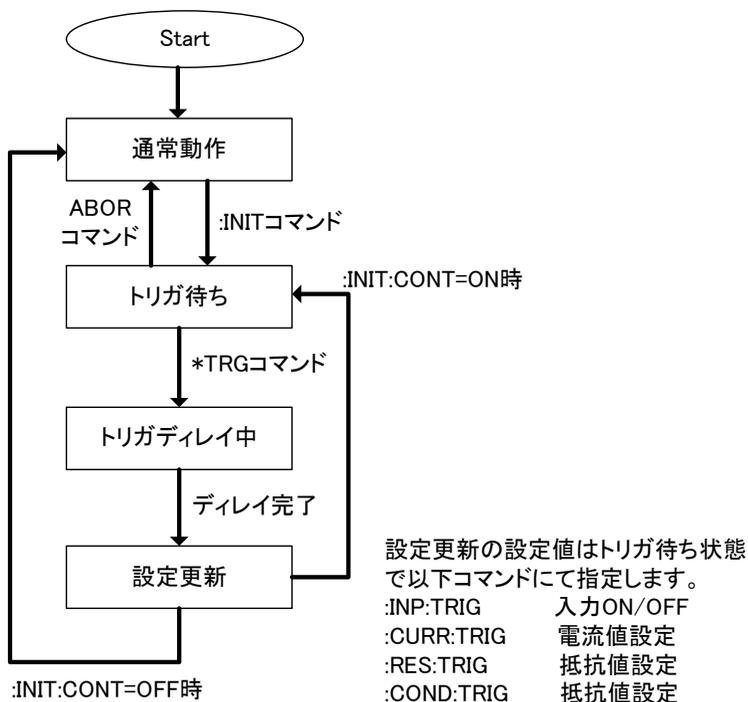 Start
通常動作
ABOR
コマンド
:INITコマンド
トリガ待ち
:INIT:CONT=ON時
*TRGコマンド
トリガディレイ中
ディレイ完了
設定更新
:INIT:CONT=OFF時
設定更新の設定値はトリガ待ち状態
で以下コマンドにて指定します。
:INP:TRIG 入力ON/OFF
:CURR:TRIG 電流値設定
:RES:TRIG 抵抗値設定
:COND:TRIG 抵抗値設定